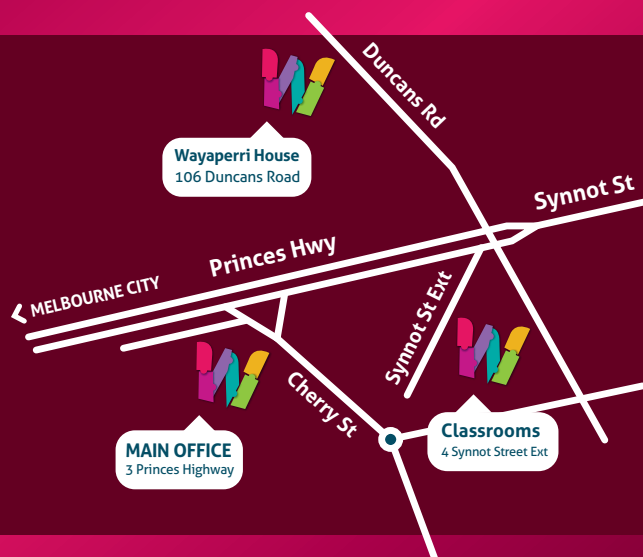 Duncans Rd
Wayaperri House
106 Duncans Road
Synnot St
Princes Hwy
MELBOURNE CITY
Synnot St Ext
Cherry St
MAIN OFFICE
3 Princes Highway
Classrooms
4 Synnot Street Ext